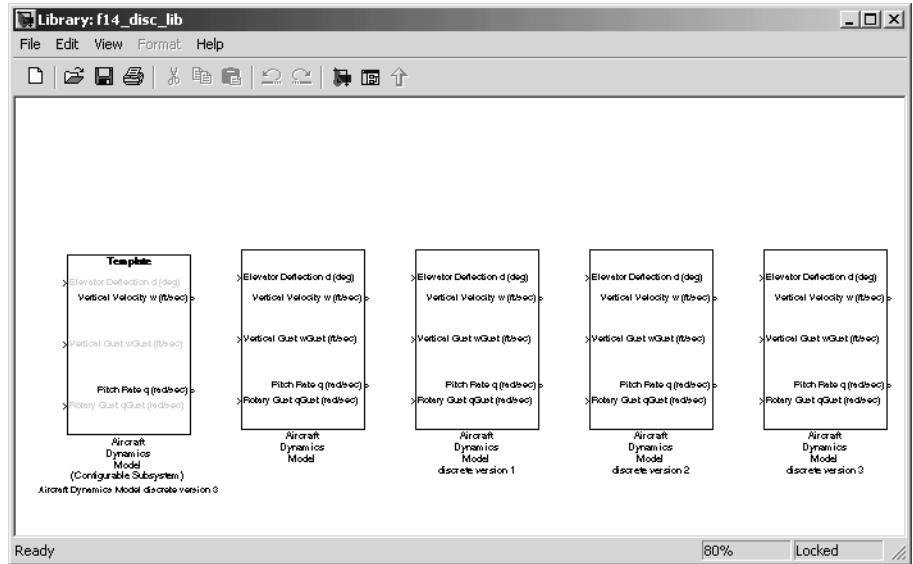 Library: f14_disc_lib
File Edit View Format Help
Template
Elevator Deflection d (deg)
Vertical Velocity w (ft/sec)
Vertical Gust wGust (ft/sec)
Pitch Rate q (rad/sec)
Rotary Gust qGust (rad/sec)
Aircraft
Dynamics
Model
(Configurable Subsystem)
Aircraft Dynamics Model discrete version 3
Elevator Deflection d (deg)
Vertical Velocity w (ft/sec)
Vertical Gust wGust (ft/sec)
Pitch Rate q (rad/sec)
Rotary Gust qGust (rad/sec)
Aircraft
Dynamics
Model
Elevator Deflection d (deg)
Vertical Velocity w (ft/sec)
Vertical Gust wGust (ft/sec)
Pitch Rate q (rad/sec)
Rotary Gust qGust (rad/sec)
Aircraft
Dynamics
Model
discrete version 1
Elevator Deflection d (deg)
Vertical Velocity w (ft/sec)
Vertical Gust wGust (ft/sec)
Pitch Rate q (rad/sec)
Rotary Gust qGust (rad/sec)
Aircraft
Dynamics
Model
discrete version 2
Elevator Deflection d (deg)
Vertical Velocity w (ft/sec)
Vertical Gust wGust (ft/sec)
Pitch Rate q (rad/sec)
Rotary Gust qGust (rad/sec)
Aircraft
Dynamics
Model
discrete version 3
Ready 80% Locked